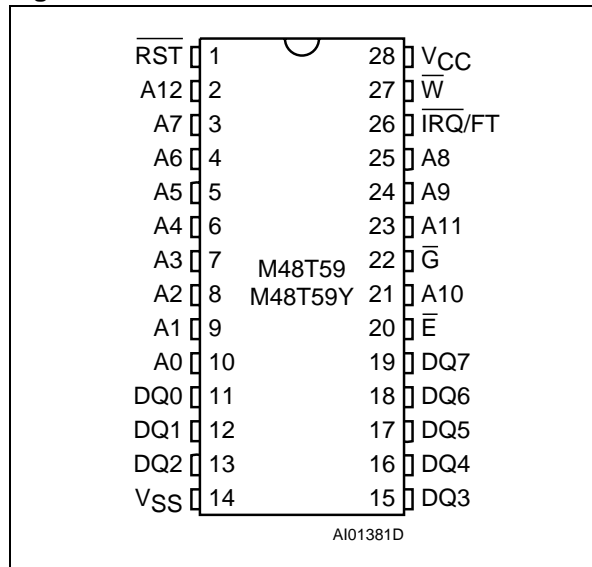 R̅S̅T̅ 1 28 VCC
A12 2 27 W̅
A7 3 26 I̅R̅Q̅/FT
A6 4 25 A8
A5 5 24 A9
A4 6 23 A11
A3 7 M48T59 22 G̅
A2 8 M48T59Y 21 A10
A1 9 20 E̅
A0 10 19 DQ7
DQ0 11 18 DQ6
DQ1 12 17 DQ5
DQ2 13 16 DQ4
VSS 14 15 DQ3
AI01381D